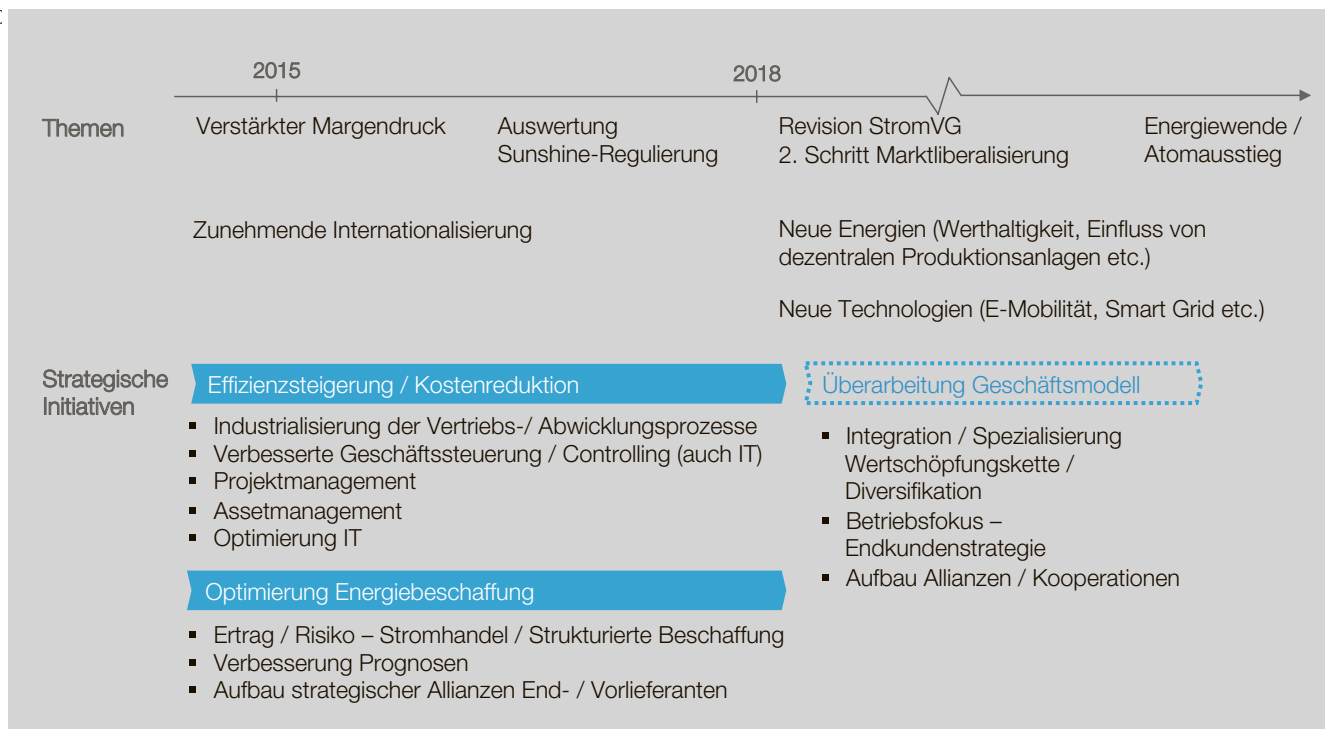 2015
2018
Themen
Verstärkter Margendruck
Auswertung
Sunshine-Regulierung
Revision StromVG
2. Schritt Marktliberalisierung
Energiewende /
Atomausstieg
Zunehmende Internationalisierung
Neue Energien (Werthaltigkeit, Einfluss von
dezentralen Produktionsanlagen etc.)
Neue Technologien (E-Mobilität, Smart Grid etc.)
Strategische
Initiativen
Effizienzsteigerung / Kostenreduktion
▪ Industrialisierung der Vertriebs-/ Abwicklungsprozesse
▪ Verbesserte Geschäftssteuerung / Controlling (auch IT)
▪ Projektmanagement
▪ Assetmanagement
▪ Optimierung IT
Optimierung Energiebeschaffung
▪ Ertrag / Risiko – Stromhandel / Strukturierte Beschaffung
▪ Verbesserung Prognosen
▪ Aufbau strategischer Allianzen End- / Vorlieferanten
Überarbeitung Geschäftsmodell
▪ Integration / Spezialisierung
Wertschöpfungskette /
Diversifikation
▪ Betriebsfokus –
Endkundenstrategie
▪ Aufbau Allianzen / Kooperationen